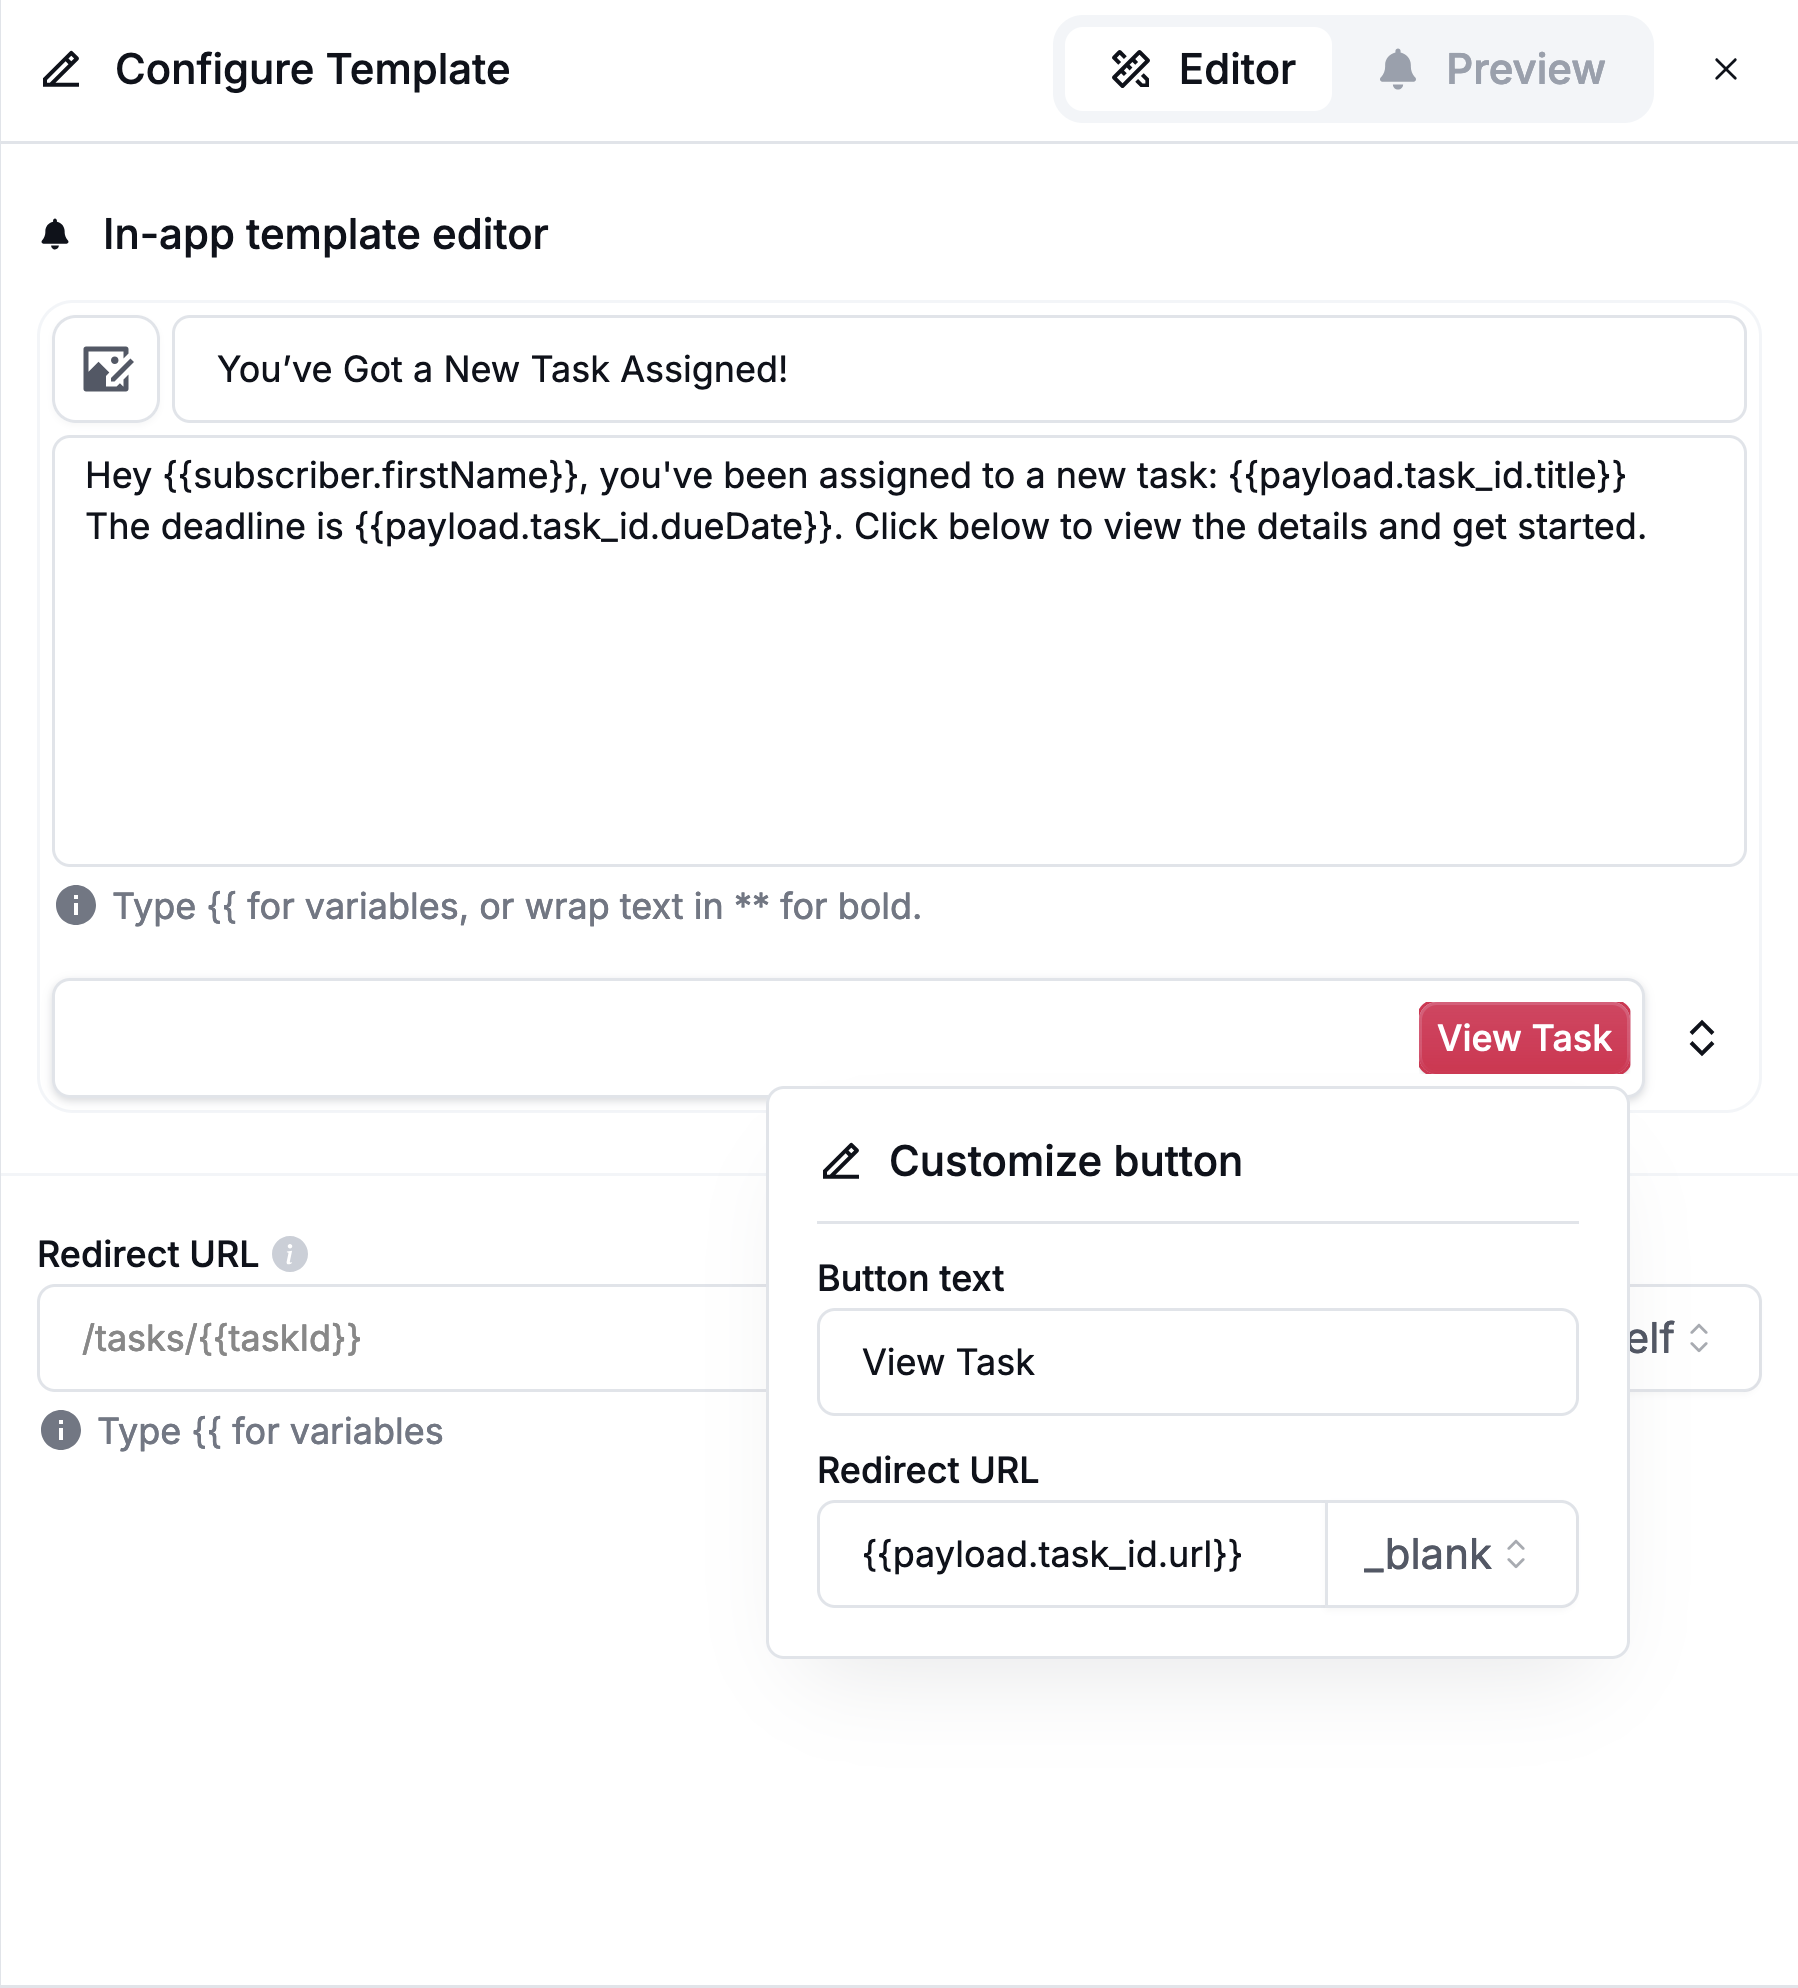 Configure Template
Editor
Preview
In-app template editor
You’ve Got a New Task Assigned!
Hey {{subscriber.firstName}}, you've been assigned to a new task: {{payload.task_id.title}}
The deadline is {{payload.task_id.dueDate}}. Click below to view the details and get started.
Type {{ for variables, or wrap text in ** for bold.
View Task
Customize button
Button text
View Task
Redirect URL
{{payload.task_id.url}}
_blank
Redirect URL
/tasks/{{taskId}}
elf
Type {{ for variables